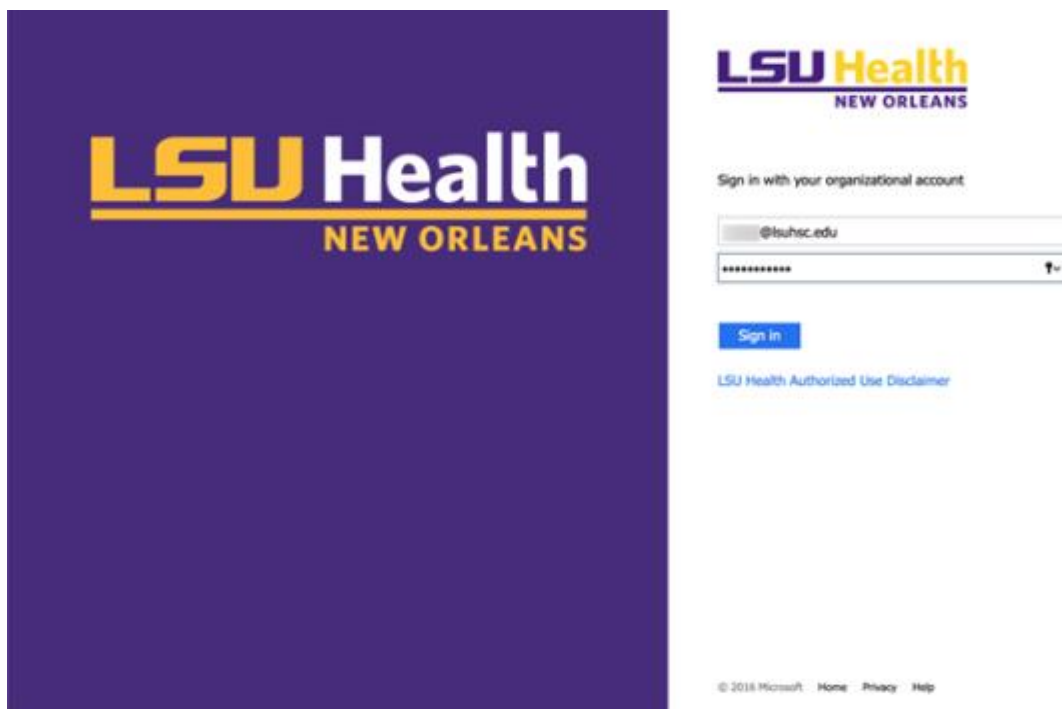 LSU Health
NEW ORLEANS
LSU Health
NEW ORLEANS
Sign in with your organizational account
@lsuhsc.edu
•••••••••••
Sign in
LSU Health Authorized Use Disclaimer
© 2016 Microsoft Home Privacy Help